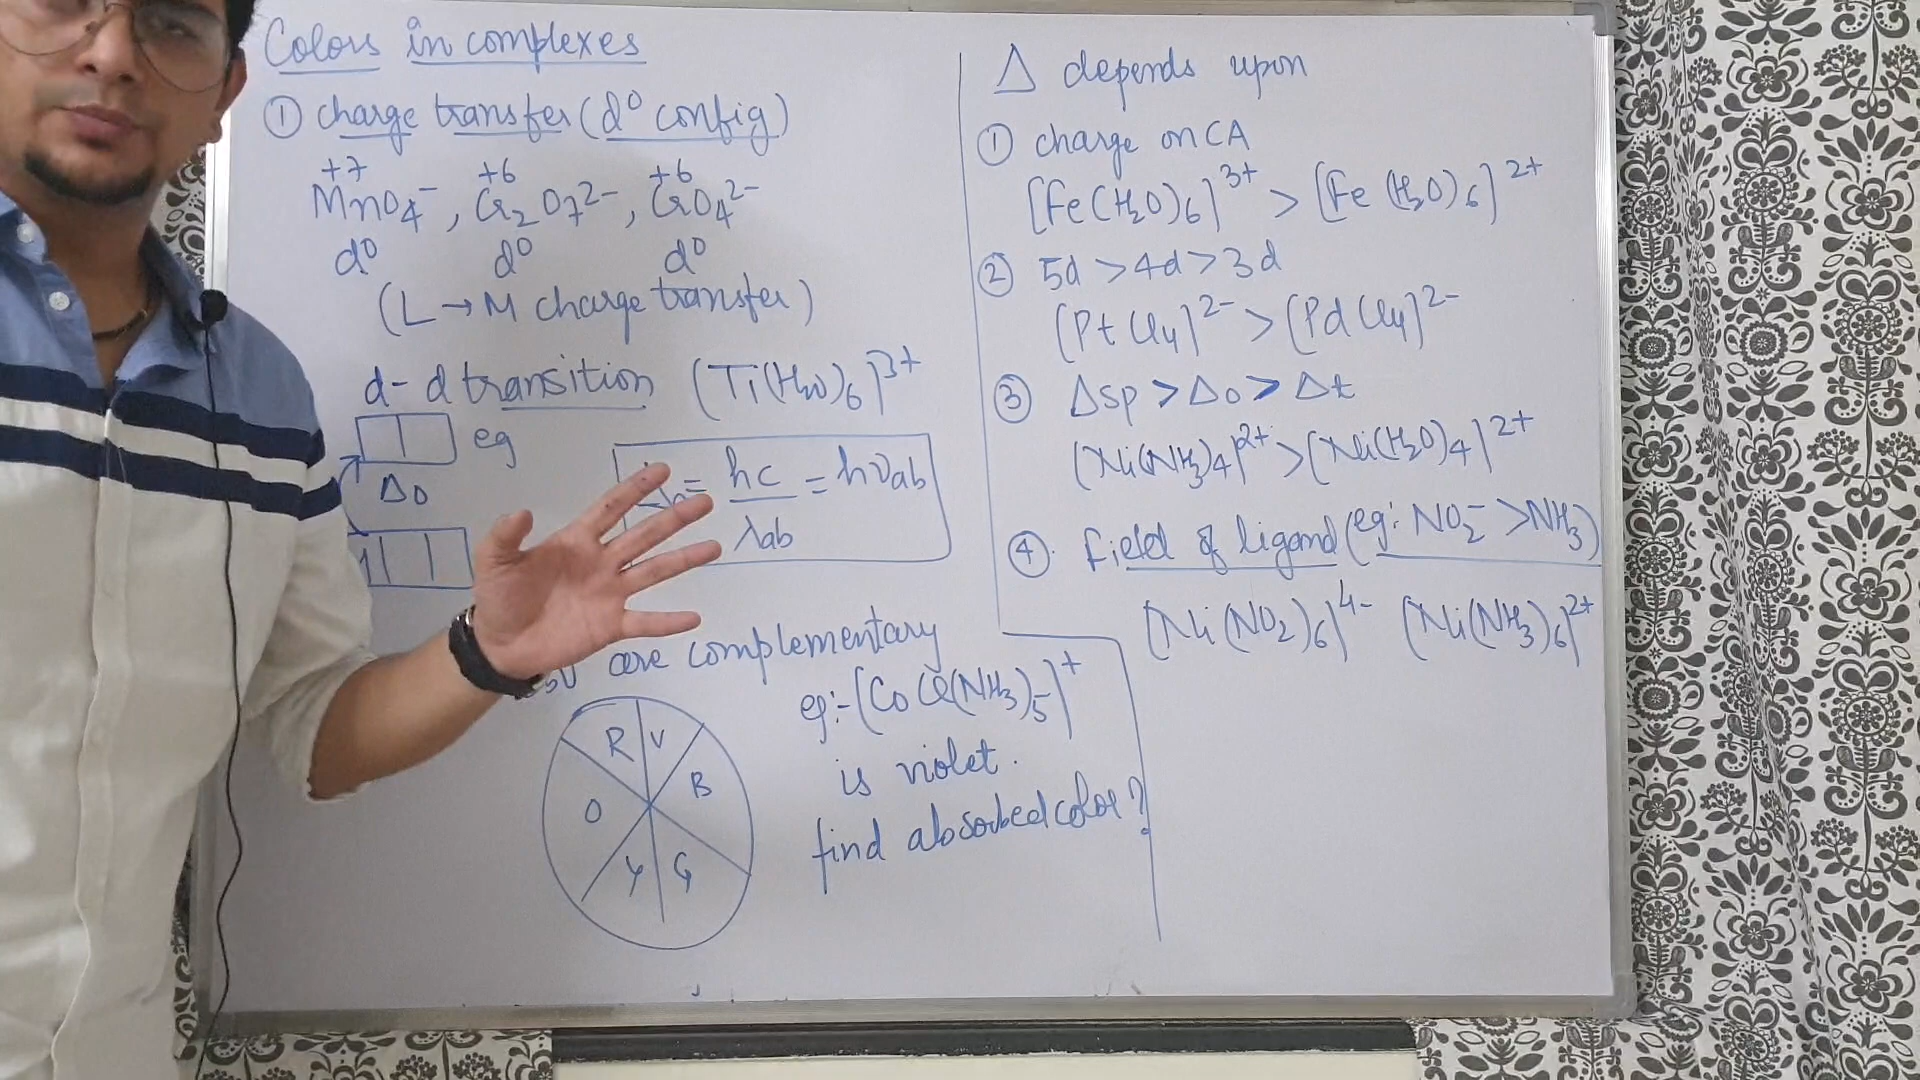 Colors in complexes
① charge transfer (d⁰ config)
+7 +6 +6
MnO4⁻, Cr2O7²⁻, CrO4²⁻
d⁰ d⁰ d⁰
(L → M charge transfer)
d-d transition [Ti(H2O)6]³⁺
eg
Δo
1
= hc/λab = hνab
are complementary
R V
O B
Y G
eg:- [CoCl(NH3)5]⁺
is violet.
find absorbed color?
Δ depends upon
① charge on CA
[Fe(H2O)6]³⁺ > [Fe(H2O)6]²⁺
② 5d > 4d > 3d
[PtCl4]²⁻ > [PdCl4]²⁻
③ Δsp > Δo > Δt
[Ni(NH3)4]²⁺ > [Ni(H2O)4]²⁺
④. Field of ligand (eg: NO2⁻ > NH3)
[Ni(NO2)6]⁴⁻ [Ni(NH3)6]²⁺